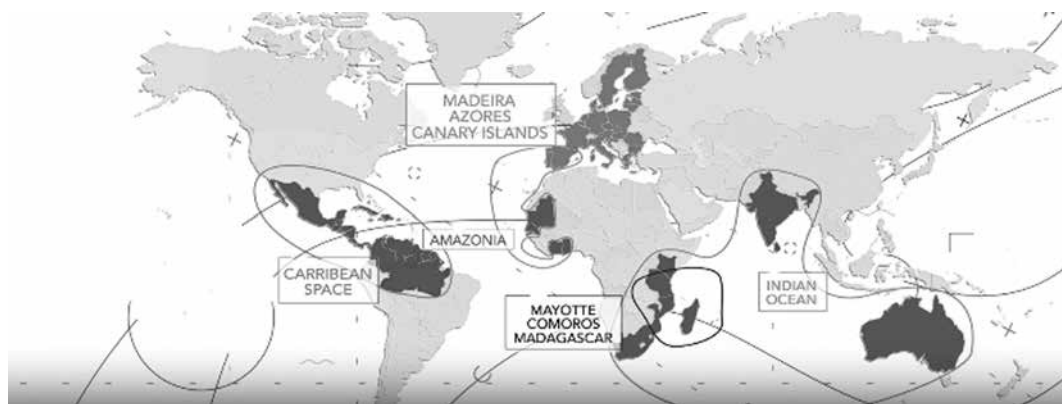 MADEIRA
AZORES
CANARY ISLANDS
AMAZONIA
CARRIBEAN
SPACE
MAYOTTE
COMOROS
MADAGASCAR
INDIAN
OCEAN